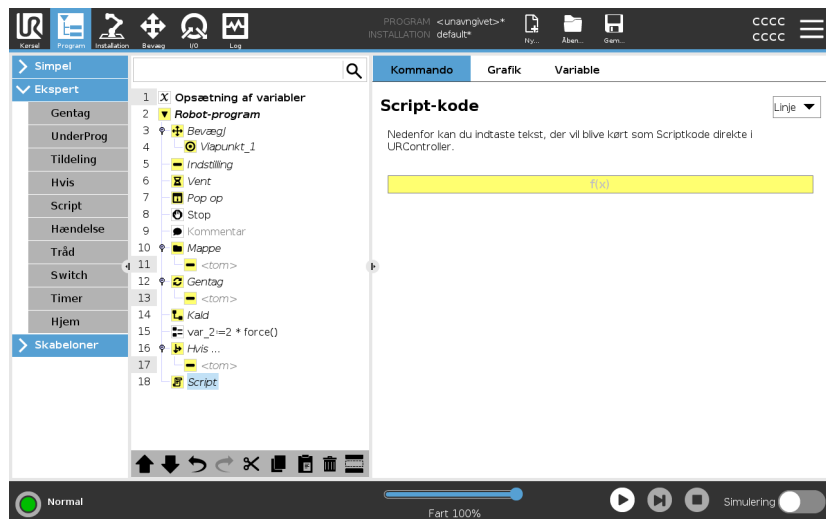 PROGRAM <unavngivet>*
INSTALLATION default*
Kørsel Program Installation Bevæg I/O Log
Ny... Åben... Gem...
CCCC
CCCC
Simpel
Ekspert
Gentag
UnderProg
Tildeling
Hvis
Script
Hændelse
Tråd
Switch
Timer
Hjem
Skabeloner
1 X Opsætning af variabler
2 Robot-program
3 BevægJ
4 Viapunkt_1
5 Indstilling
6 Vent
7 Pop op
8 Stop
9 Kommentar
10 Mappe
11 <tom>
12 Gentag
13 <tom>
14 Kald
15 var_2≔2 * force()
16 Hvis ...
17 <tom>
18 Script
Kommando Grafik Variable
Script-kode
Linje
Nedenfor kan du indtaste tekst, der vil blive kørt som Scriptkode direkte i
URController.
f(x)
Normal
Fart 100%
Simulering